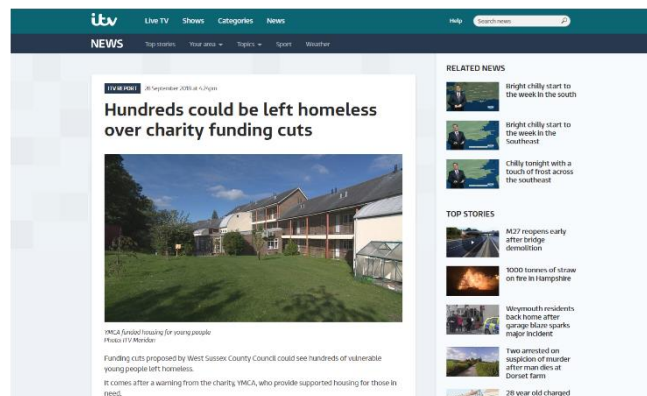 itv
Live TV Shows Categories News
Help
Search news
NEWS
Top stories Your area Topics Sport Weather
ITV REPORT
Hundreds could be left homeless
over charity funding cuts
YMCA funded housing for young people
Photo: ITV Meridian
Funding cuts proposed by West Sussex County Council could see hundreds of vulnerable
young people left homeless.
It comes after a warning from the charity, YMCA, who provide supported housing for those in
need.
RELATED NEWS
Bright chilly start to
the week in the south
Bright chilly start to
the week in the
Southeast
Chilly tonight with a
touch of frost across
the southeast
TOP STORIES
M27 reopens early
after bridge
demolition
1000 tonnes of straw
on fire in Hampshire
Weymouth residents
back home after
garage blaze sparks
major incident
Two arrested on
suspicion of murder
after man dies at
Dorset farm
28 year old charged